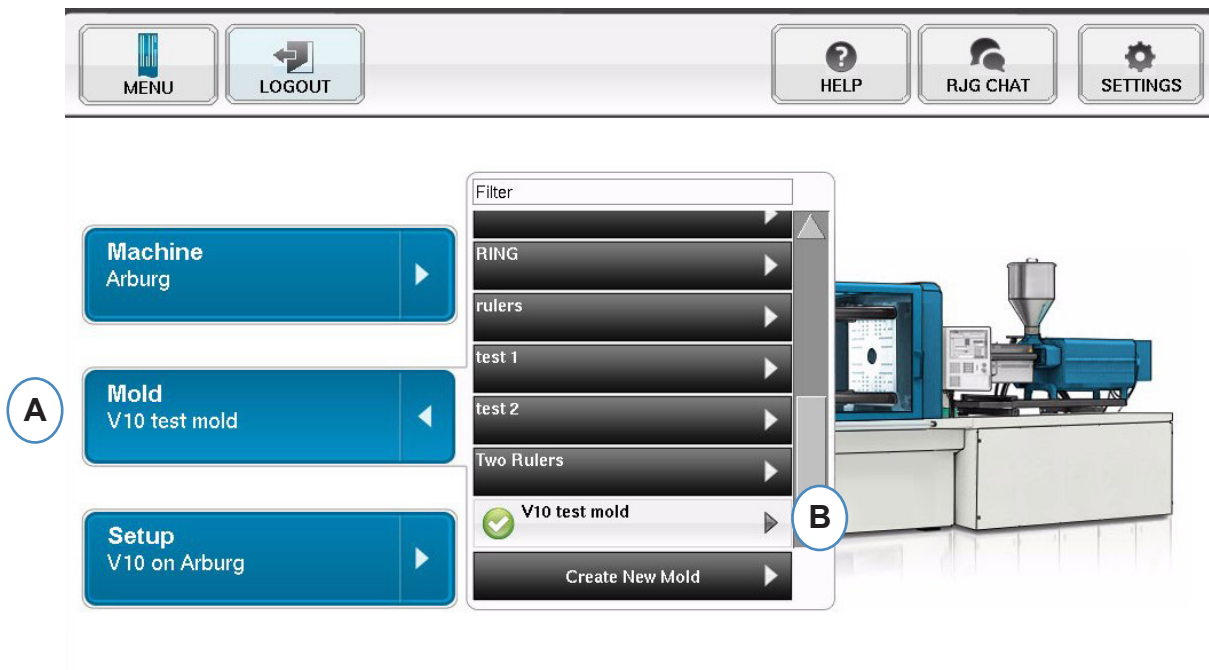 MENU
LOGOUT
HELP
RJG CHAT
SETTINGS
Filter
Machine
Arburg
RING
rulers
test 1
A
Mold
V10 test mold
test 2
Two Rulers
V10 test mold
B
Setup
V10 on Arburg
Create New Mold